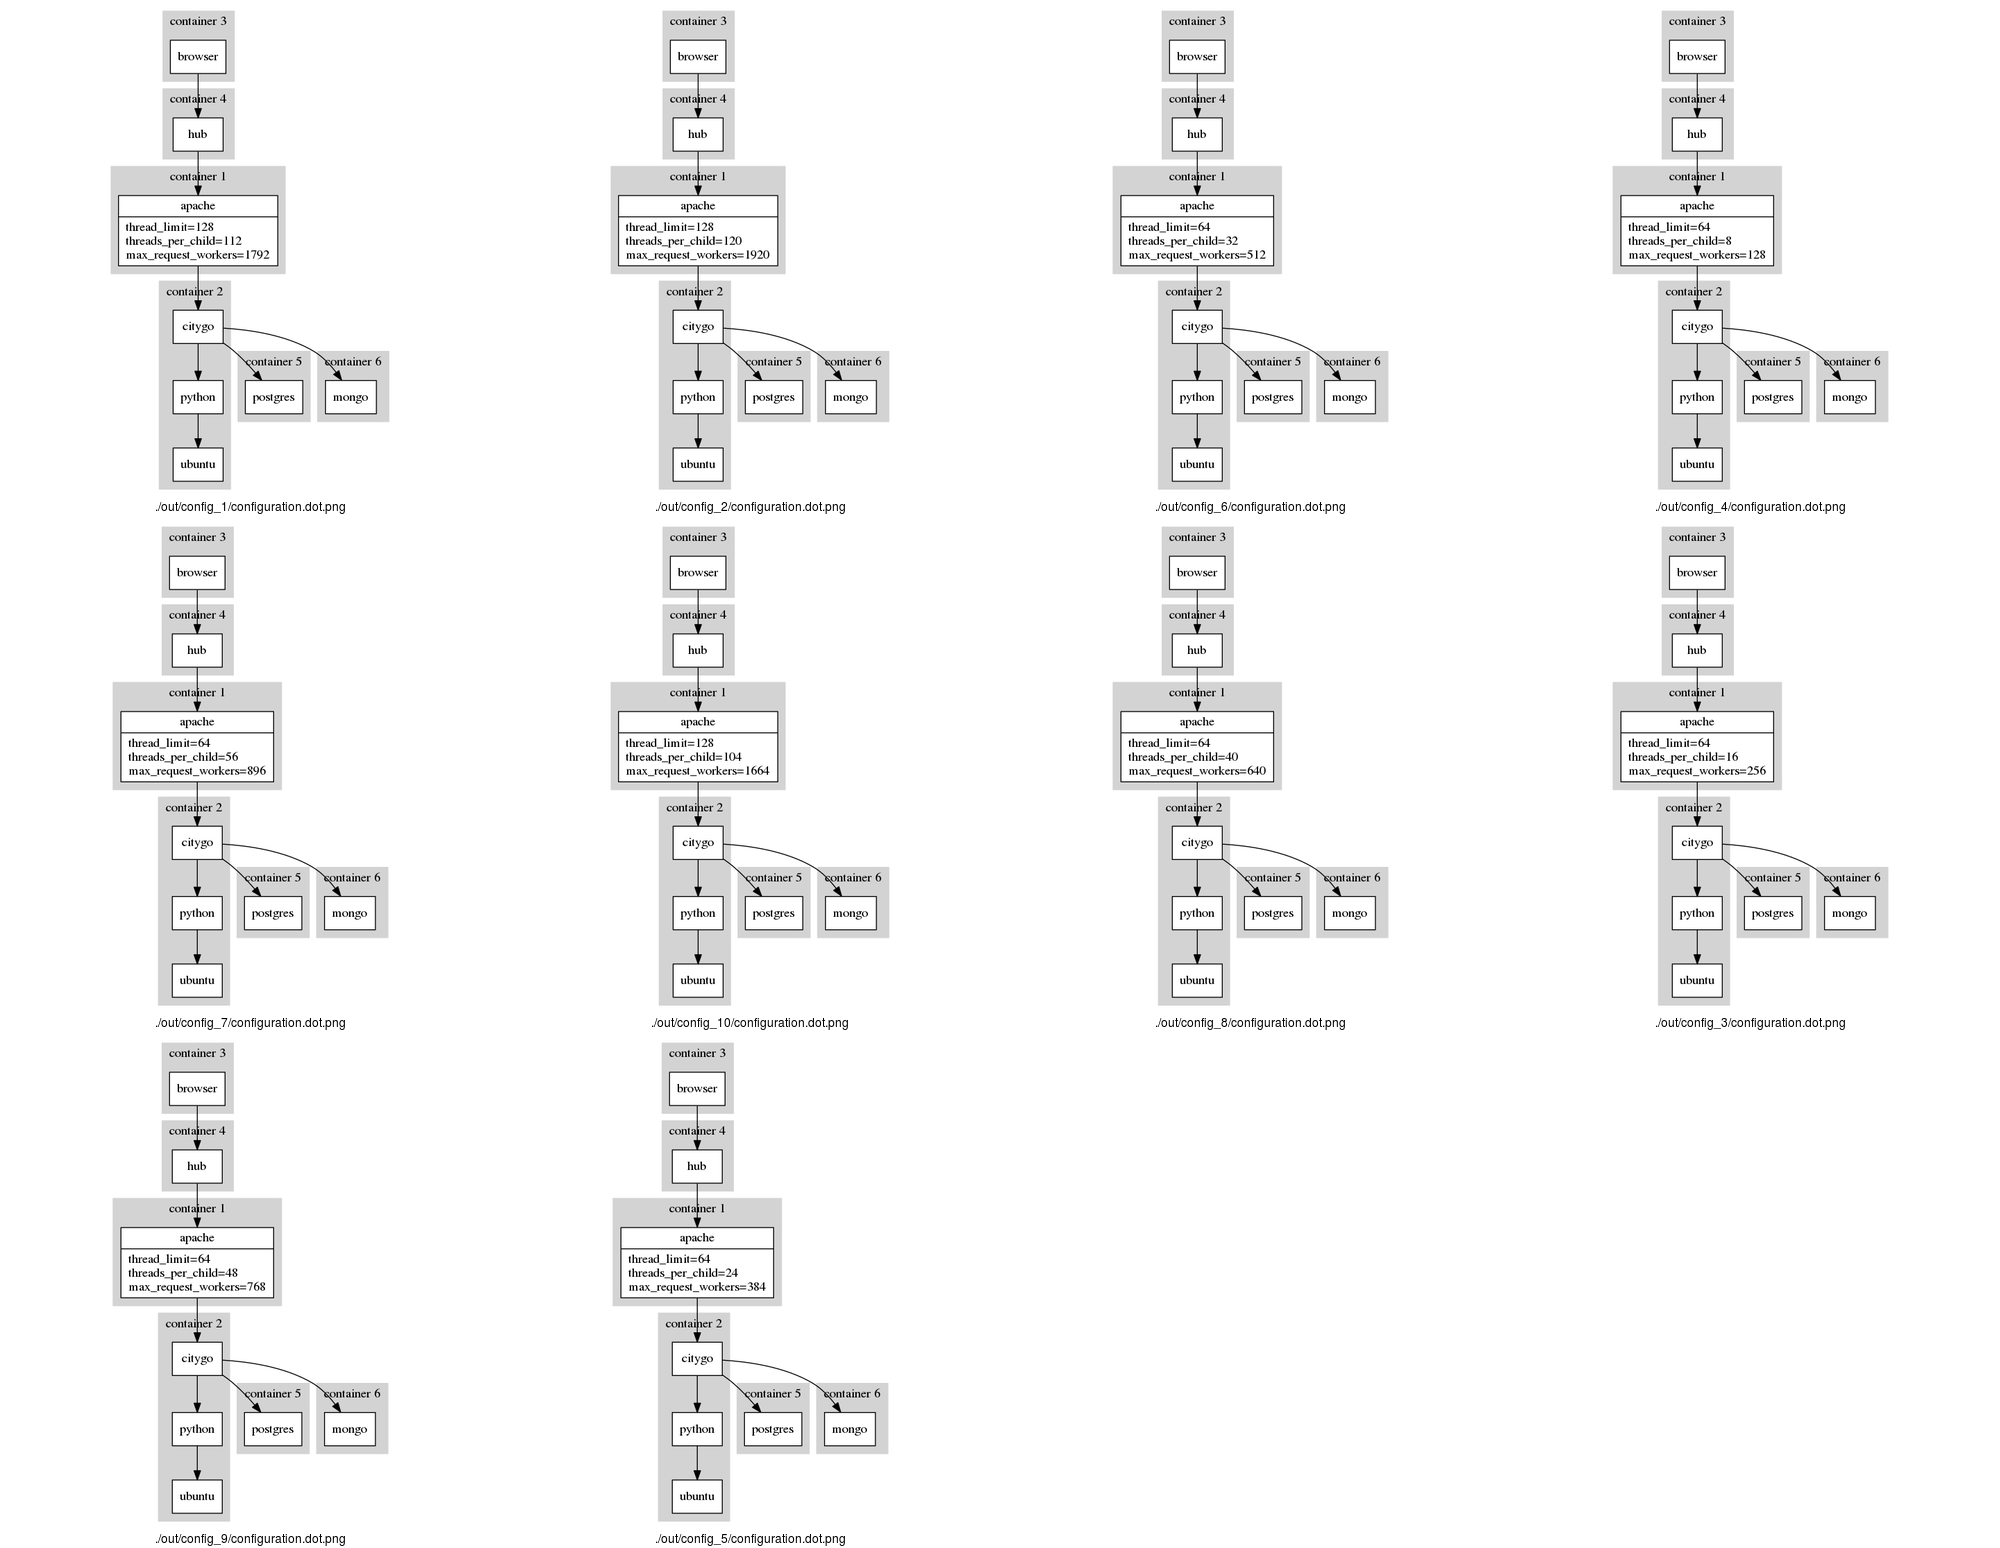 container 3
browser
container 4
hub
container 1
apache
thread_limit=128
threads_per_child=112
max_request_workers=1792
container 2
citygo
container 5
container 6
python
postgres
mongo
ubuntu
./out/config_1/configuration.dot.png
container 3
browser
container 4
hub
container 1
apache
thread_limit=128
threads_per_child=120
max_request_workers=1920
container 2
citygo
container 5
container 6
python
postgres
mongo
ubuntu
./out/config_2/configuration.dot.png
container 3
browser
container 4
hub
container 1
apache
thread_limit=64
threads_per_child=32
max_request_workers=512
container 2
citygo
container 5
container 6
python
postgres
mongo
ubuntu
./out/config_6/configuration.dot.png
container 3
browser
container 4
hub
container 1
apache
thread_limit=64
threads_per_child=8
max_request_workers=128
container 2
citygo
container 5
container 6
python
postgres
mongo
ubuntu
./out/config_4/configuration.dot.png
container 3
browser
container 4
hub
container 1
apache
thread_limit=64
threads_per_child=56
max_request_workers=896
container 2
citygo
container 5
container 6
python
postgres
mongo
ubuntu
./out/config_7/configuration.dot.png
container 3
browser
container 4
hub
container 1
apache
thread_limit=128
threads_per_child=104
max_request_workers=1664
container 2
citygo
container 5
container 6
python
postgres
mongo
ubuntu
./out/config_10/configuration.dot.png
container 3
browser
container 4
hub
container 1
apache
thread_limit=64
threads_per_child=40
max_request_workers=640
container 2
citygo
container 5
container 6
python
postgres
mongo
ubuntu
./out/config_8/configuration.dot.png
container 3
browser
container 4
hub
container 1
apache
thread_limit=64
threads_per_child=16
max_request_workers=256
container 2
citygo
container 5
container 6
python
postgres
mongo
ubuntu
./out/config_3/configuration.dot.png
container 3
browser
container 4
hub
container 1
apache
thread_limit=64
threads_per_child=48
max_request_workers=768
container 2
citygo
container 5
container 6
python
postgres
mongo
ubuntu
./out/config_9/configuration.dot.png
container 3
browser
container 4
hub
container 1
apache
thread_limit=64
threads_per_child=24
max_request_workers=384
container 2
citygo
container 5
container 6
python
postgres
mongo
ubuntu
./out/config_5/configuration.dot.png